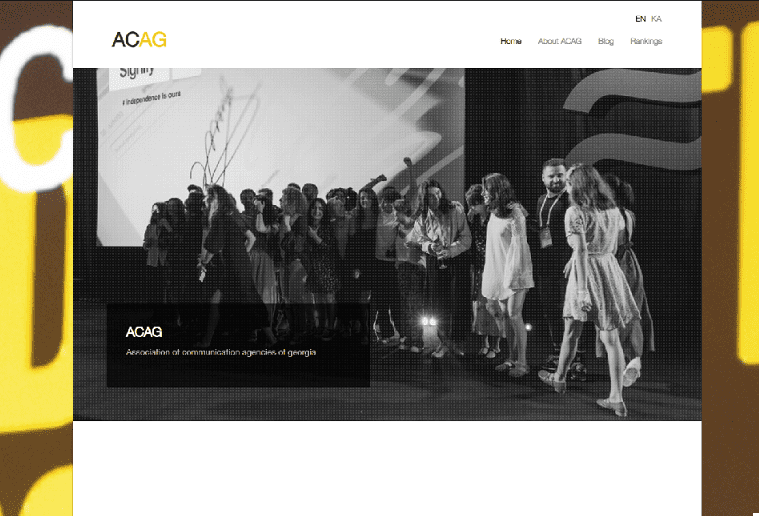 EN KA
ACAG
Home About ACAG Blog Rankings
Signify
# Independence is ours
ACAG
Association of communication agencies of georgia